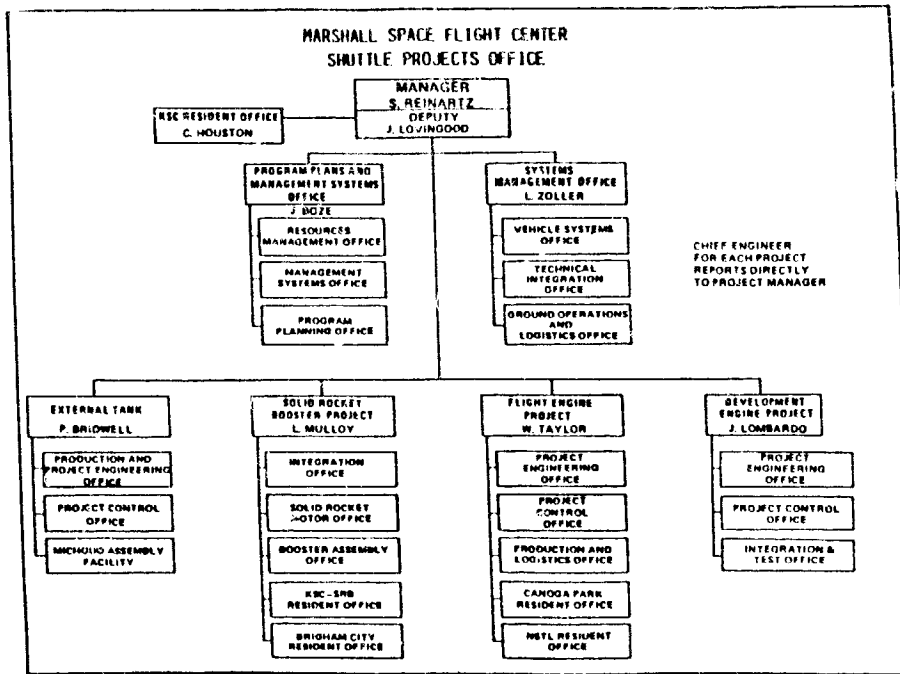 MARSHALL SPACE FLIGHT CENTER
SHUTTLE PROJECTS OFFICE
MANAGER
S. REINARTZ
DEPUTY
J. LOVINGOOD
KSC RESIDENT OFFICE
C. HOUSTON
PROGRAM PLANS AND
MANAGEMENT SYSTEMS
OFFICE
J. BOZE
RESOURCES
MANAGEMENT OFFICE
MANAGEMENT
SYSTEMS OFFICE
PROGRAM
PLANNING OFFICE
SYSTEMS
MANAGEMENT OFFICE
L. ZOLLER
VEHICLE SYSTEMS
OFFICE
TECHNICAL
INTEGRATION
OFFICE
GROUND OPERATIONS
AND
LOGISTICS OFFICE
CHIEF ENGINEER
FOR EACH PROJECT
REPORTS DIRECTLY
TO PROJECT MANAGER
EXTERNAL TANK
P. BRIDWELL
PRODUCTION AND
PROJECT ENGINEERING
OFFICE
PROJECT CONTROL
OFFICE
ASSEMBLY
FACILITY
SOLID ROCKET
BOOSTER PROJECT
L. MULLOY
INTEGRATION
OFFICE
SOLID ROCKET
MOTOR OFFICE
BOOSTER ASSEMBLY
OFFICE
KSC-SRB
RESIDENT OFFICE
BRIGHAM CITY
RESIDENT OFFICE
FLIGHT ENGINE
PROJECT
W. TAYLOR
PROJECT
ENGINEERING
OFFICE
PROJECT
CONTROL
OFFICE
PRODUCTION AND
LOGISTICS OFFICE
CANOGA PARK
RESIDENT OFFICE
NSTL RESIDENT
OFFICE
DEVELOPMENT
ENGINE PROJECT
J. LOMBARDO
PROJECT
ENGINEERING
OFFICE
PROJECT CONTROL
OFFICE
INTEGRATION &
TEST OFFICE